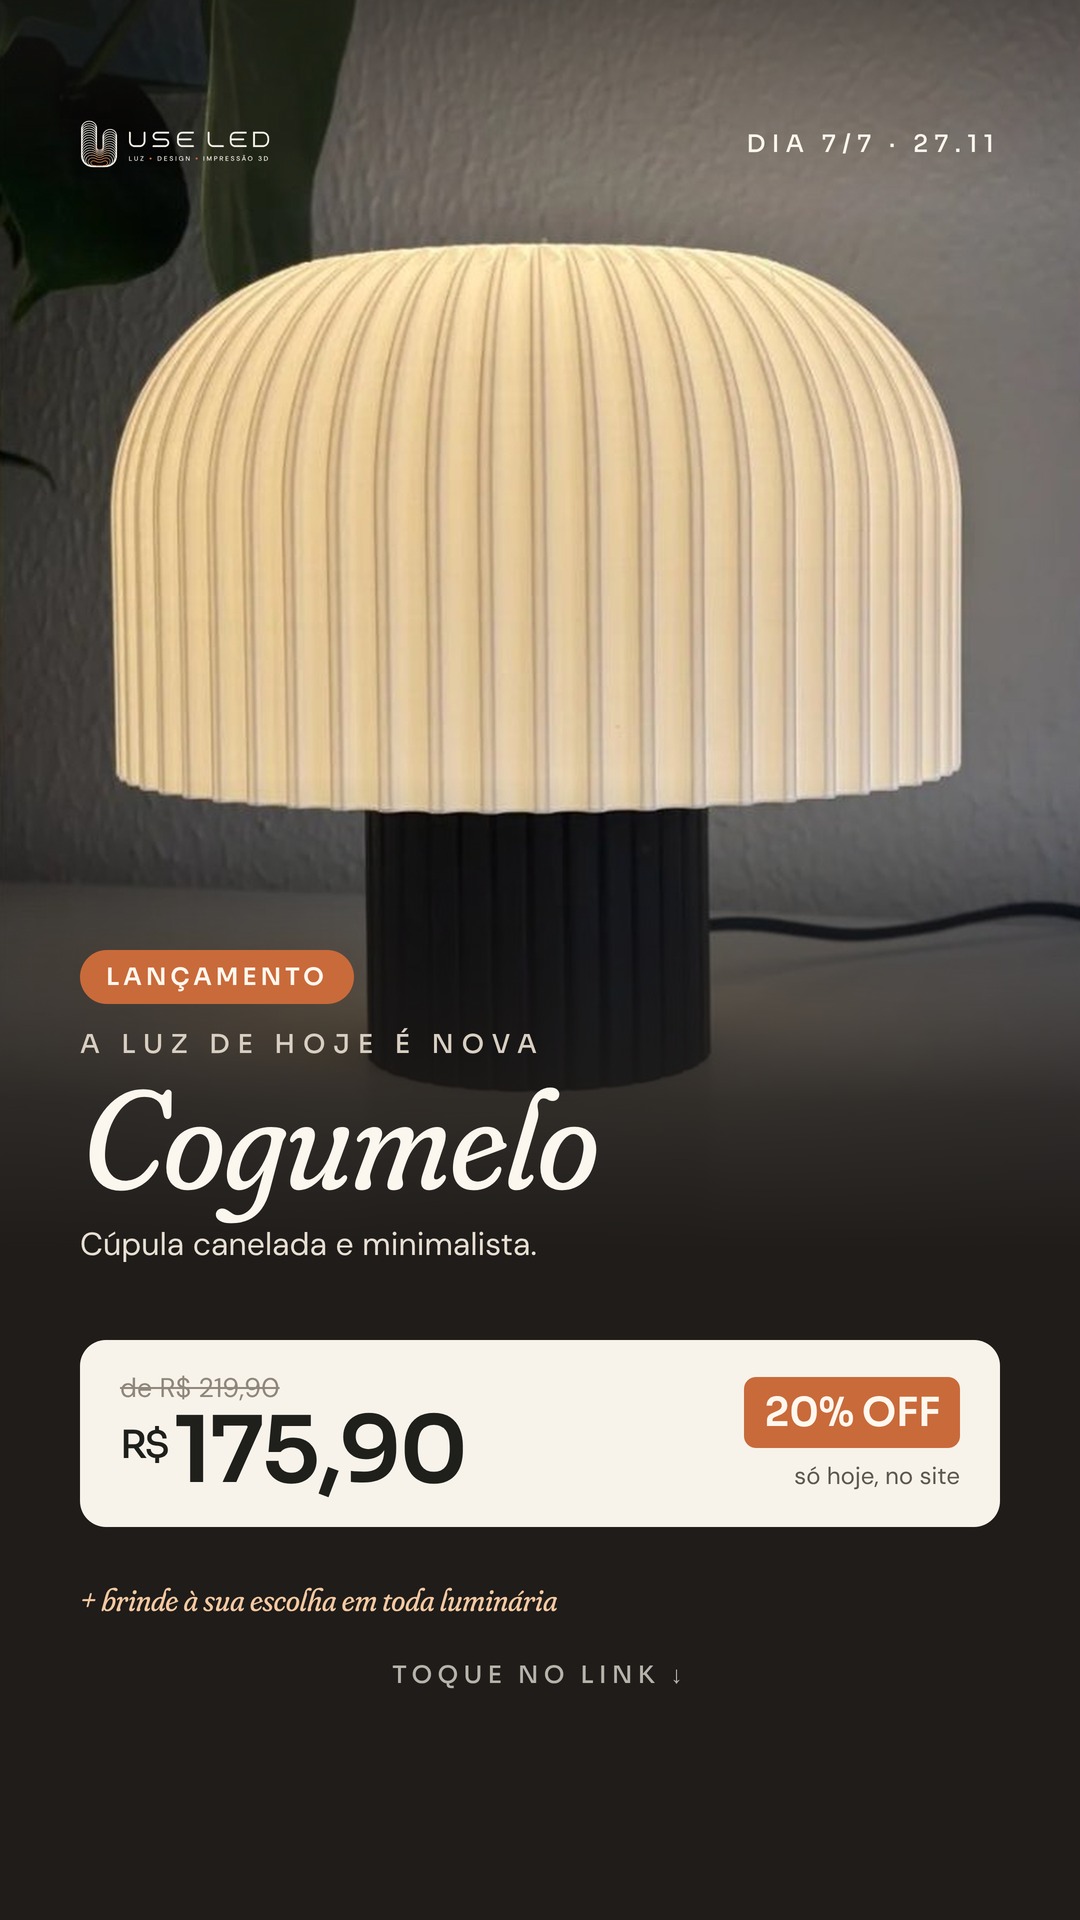 USE LED
LUZ • DESIGN • IMPRESSÃO 3D
DIA 7/7 · 27.11
LANÇAMENTO
A LUZ DE HOJE É NOVA
Cogumelo
Cúpula canelada e minimalista.
de R$ 219,90
R$ 175,90
20% OFF
só hoje, no site
+ brinde à sua escolha em toda luminária
TOQUE NO LINK ↓